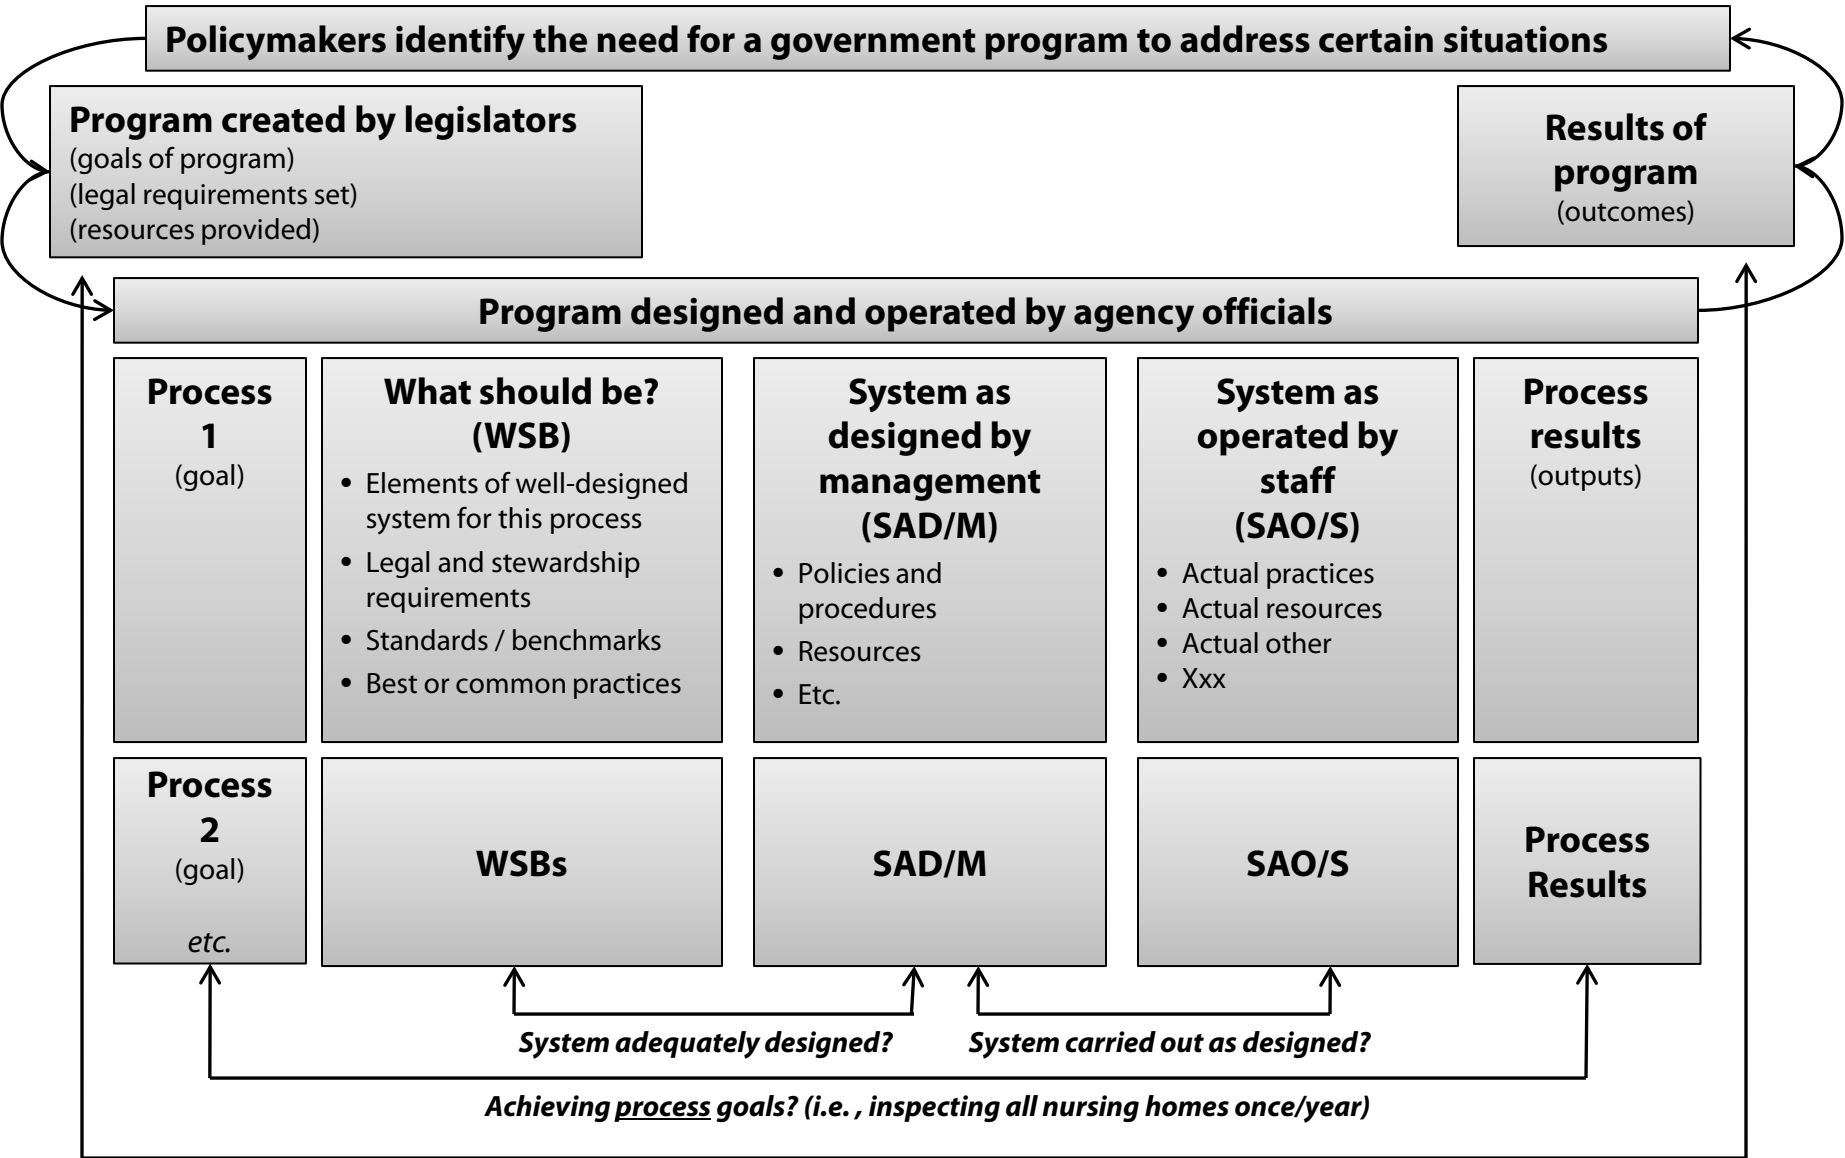 Policymakers identify the need for a government program to address certain situations
Program created by legislators
(goals of program)
(legal requirements set)
(resources provided)
Results of
program
(outcomes)
Program designed and operated by agency officials
Process
1
(goal)
What should be?
(WSB)
• Elements of well-designed
system for this process
• Legal and stewardship
requirements
• Standards / benchmarks
• Best or common practices
System as
designed by
management
(SAD/M)
• Policies and
procedures
• Resources
• Etc.
System as
operated by
staff
(SAO/S)
• Actual practices
• Actual resources
• Actual other
• Xxx
Process
results
(outputs)
Process
2
(goal)
etc.
WSBs
SAD/M
SAO/S
Process
Results
System adequately designed?
System carried out as designed?
Achieving process goals? (i.e. , inspecting all nursing homes once/year)